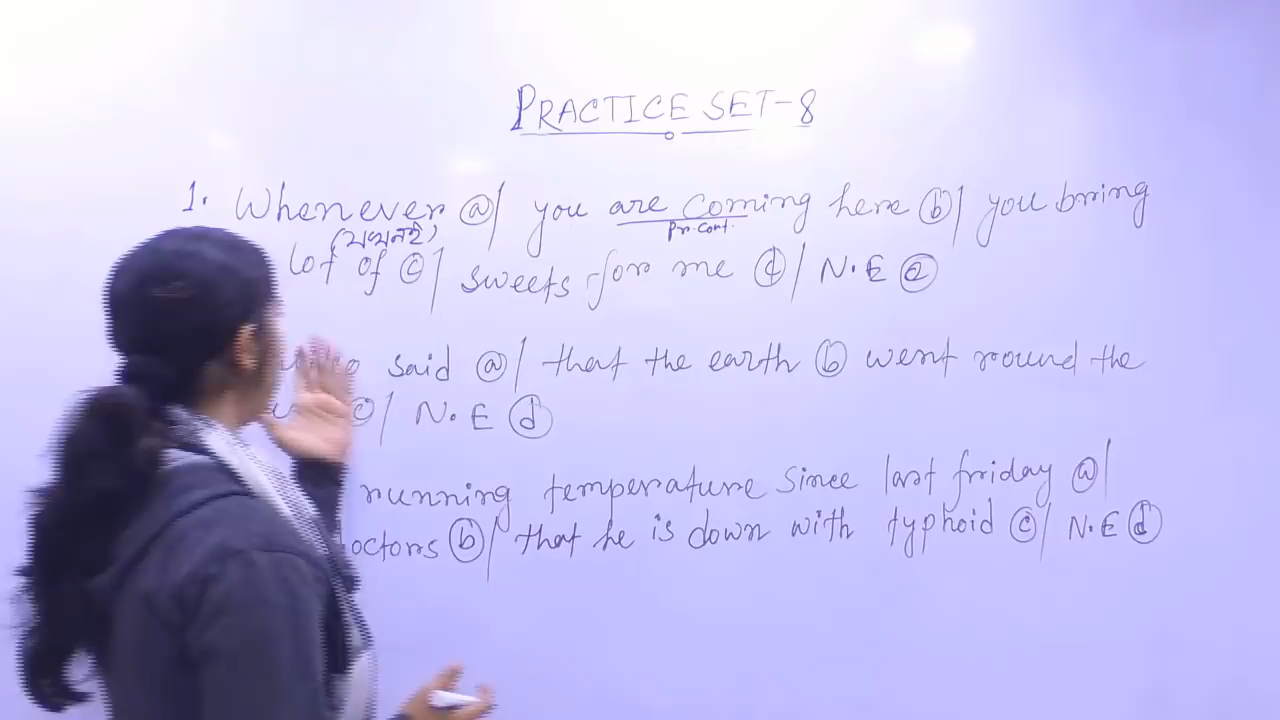 PRACTICE SET-8
1. Whenever ⓐ/ you are coming here ⓑ/ you bring
(যখনই) Pr. Cont.
lot of ⓒ/ sweets for me ⓓ/ N.E ⓔ
said ⓐ/ that the earth ⓑ went round the
ⓒ/ N.E ⓓ
running temperature since last friday ⓐ/
octors ⓑ/ that he is down with typhoid ⓒ/ N.E ⓓ